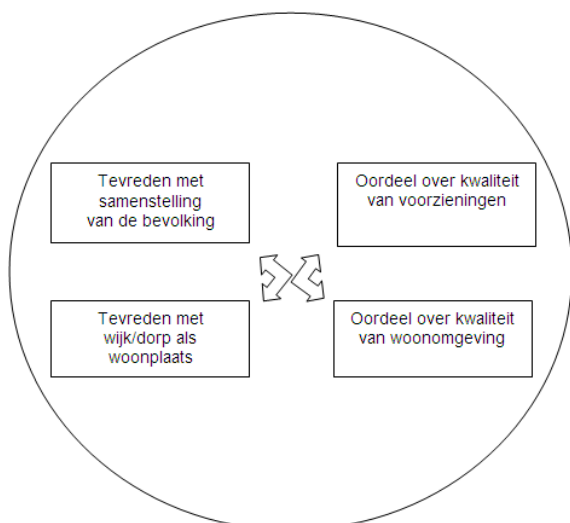 Tevreden met
samenstelling
van de bevolking
Oordeel over kwaliteit
van voorzieningen
Tevreden met
wijk/dorp als
woonplaats
Oordeel over kwaliteit
van woonomgeving